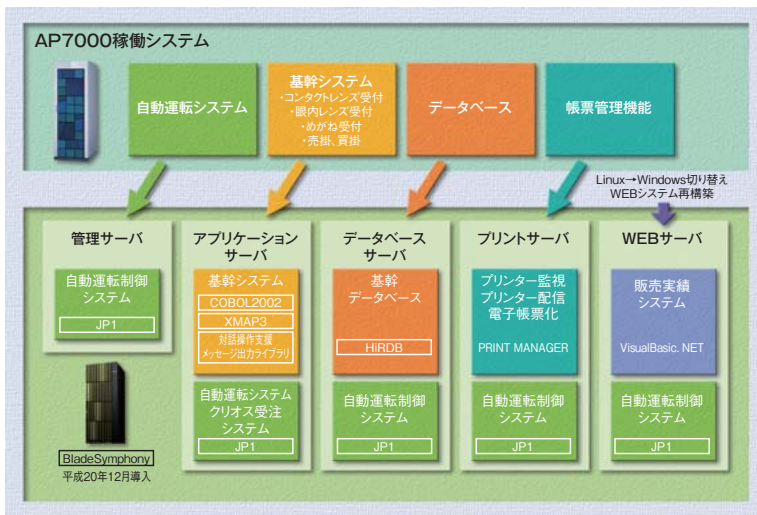 AP7000稼働システム
自動運転システム
基幹システム
・コンタクトレンズ受付
・眼内レンズ受付
・めがね受付
・売掛、買掛
データベース
帳票管理機能
Linux→Windows切り替え
WEBシステム再構築
管理サーバ
自動運転制御
システム
JP1
BladeSymphony
平成20年12月導入
アプリケーション
サーバ
基幹システム
COBOL2002
XMAP3
対話操作支援
メッセージ出力ライブラリ
自動運転システム
クリオス受注
システム
JP1
データベース
サーバ
基幹
データベース
HiRDB
自動運転制御
システム
JP1
プリントサーバ
プリンター監視
プリンター配信
電子帳票化
PRINT MANAGER
自動運転制御
システム
JP1
WEBサーバ
販売実績
システム
VisualBasic. NET
自動運転制御
システム
JP1